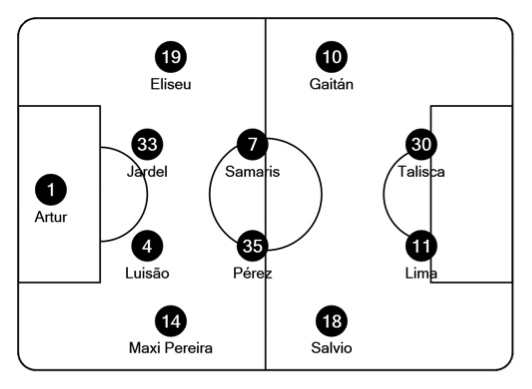 19
Eliseu
10
Gaitán
33
Jardel
7
Samaris
30
Talisca
1
Artur
4
Luisão
35
Pérez
11
Lima
14
Maxi Pereira
18
Salvio